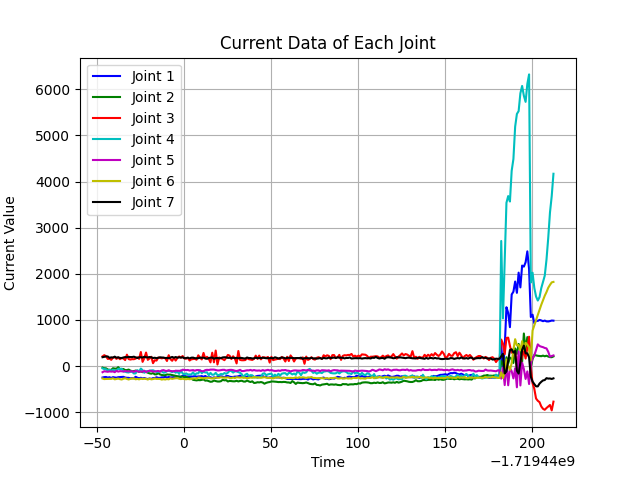 Current Data of Each Joint
Joint 1
Joint 2
Joint 3
Joint 4
Joint 5
Joint 6
Joint 7
6000
5000
4000
3000
2000
1000
0
−1000
Current Value
−50
0
50
100
150
200
Time
−1.71944e9